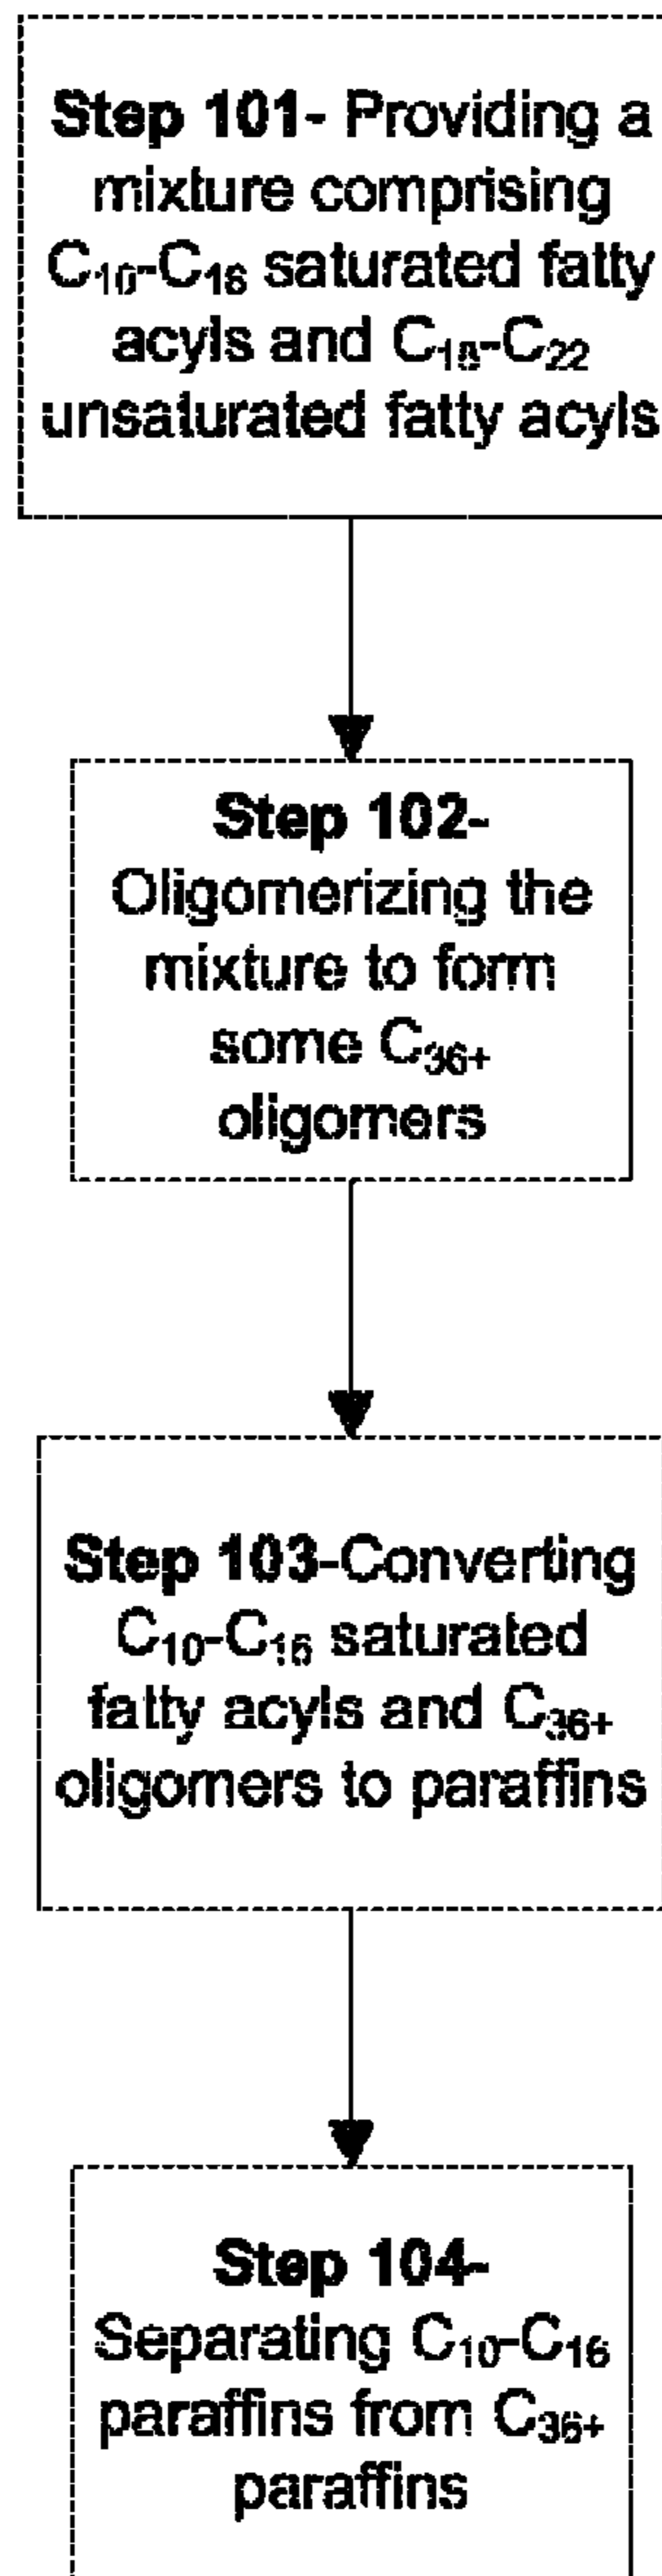 Step 101- Providing a
mixture comprising
C₁₀-C₁₆ saturated fatty
acyls and C₁₈-C₂₂
unsaturated fatty acyls
Step 102-
Oligomerizing the
mixture to form
some C₃₆₊
oligomers
Step 103-Converting
C₁₀-C₁₆ saturated
fatty acyls and C₃₆₊
oligomers to paraffins
Step 104-
Separating C₁₀-C₁₆
paraffins from C₃₆₊
paraffins